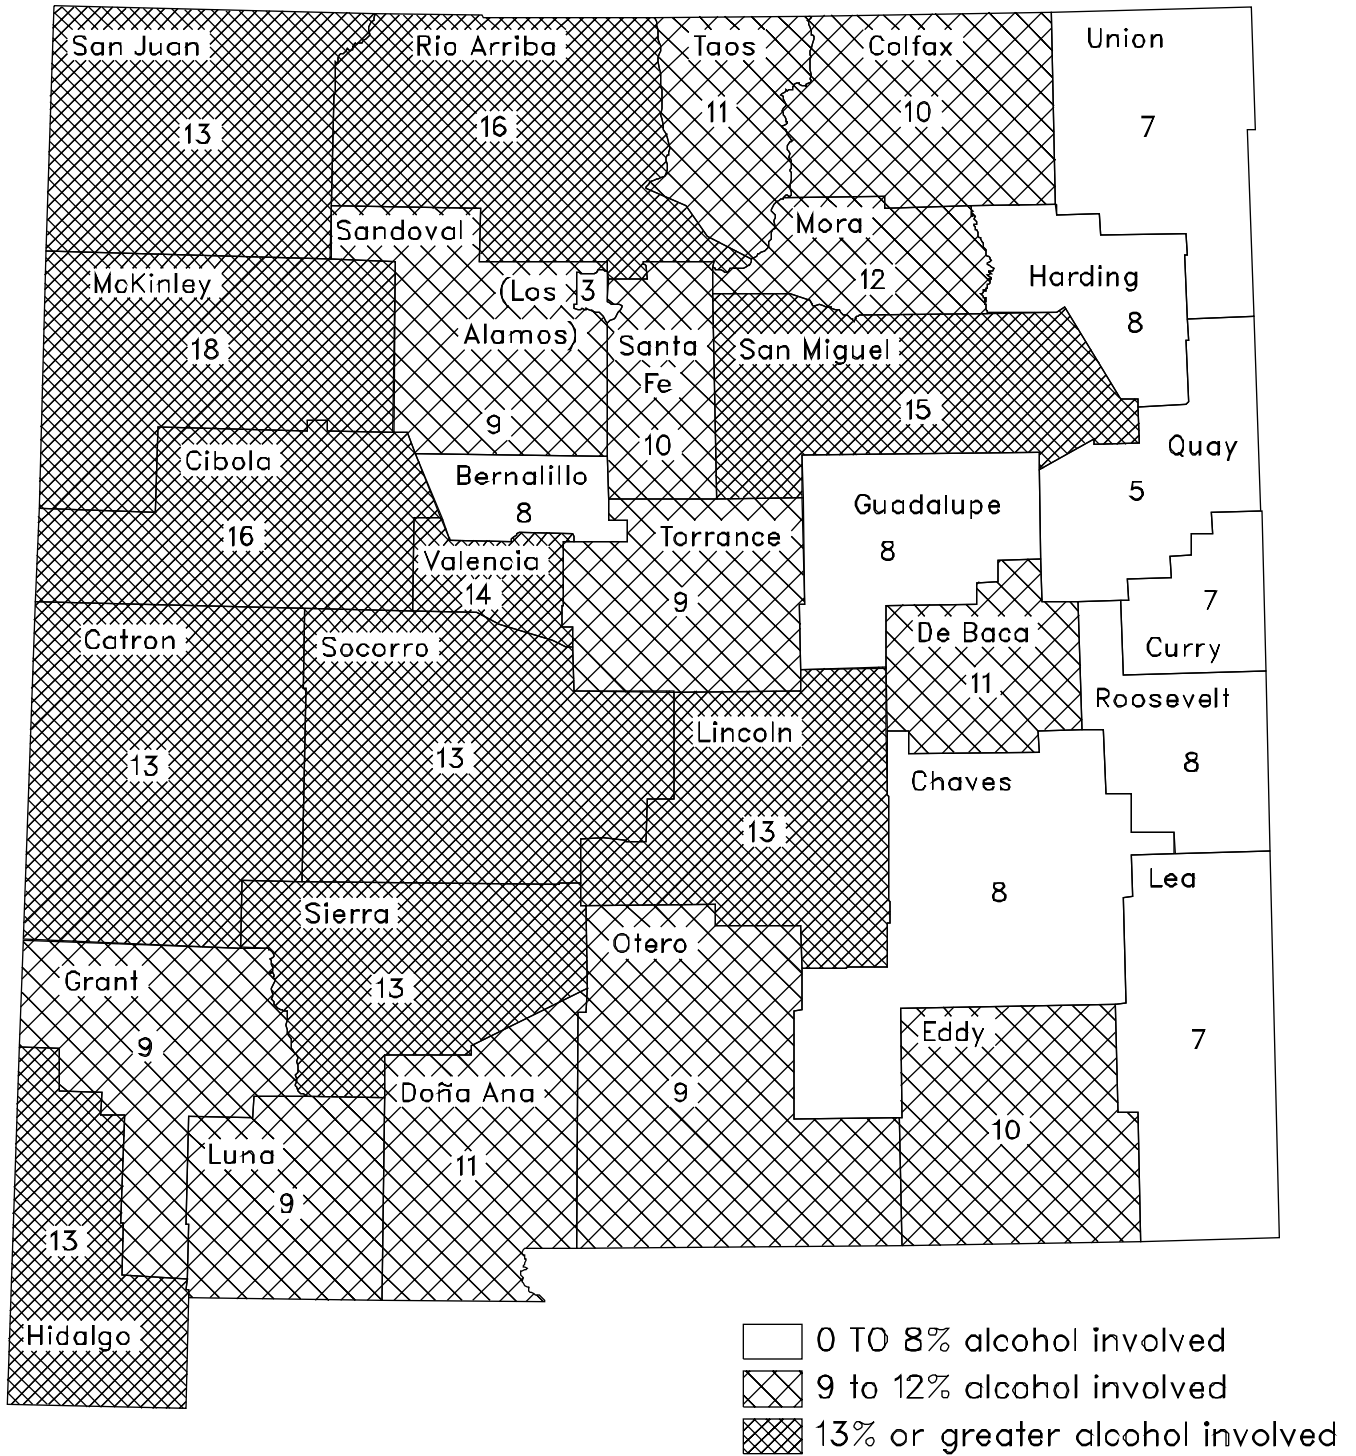 San Juan
13
Rio Arriba
16
Taos
11
Colfax
10
Union
7
Sandoval
(Los 3
Alamos)
9
Mora
12
Harding
8
McKinley
18
Santa
Fe
10
San Miguel
15
Quay
5
Cibola
16
Bernalillo
8
Guadalupe
8
Valencia
14
Torrance
9
7
Curry
De Baca
11
Catron
13
Socorro
13
Lincoln
13
Roosevelt
8
Chaves
8
Lea
7
Sierra
13
Otero
9
Grant
9
Eddy
10
Doña Ana
11
Luna
9
13
Hidalgo
0 TO 8% alcohol involved
9 to 12% alcohol involved
13% or greater alcohol involved